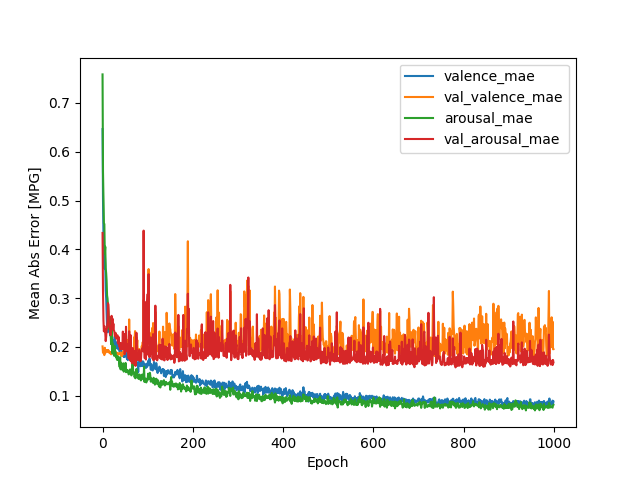 valence_mae
val_valence_mae
arousal_mae
val_arousal_mae
Mean Abs Error [MPG]
0.7
0.6
0.5
0.4
0.3
0.2
0.1
0 200 400 600 800 1000
Epoch